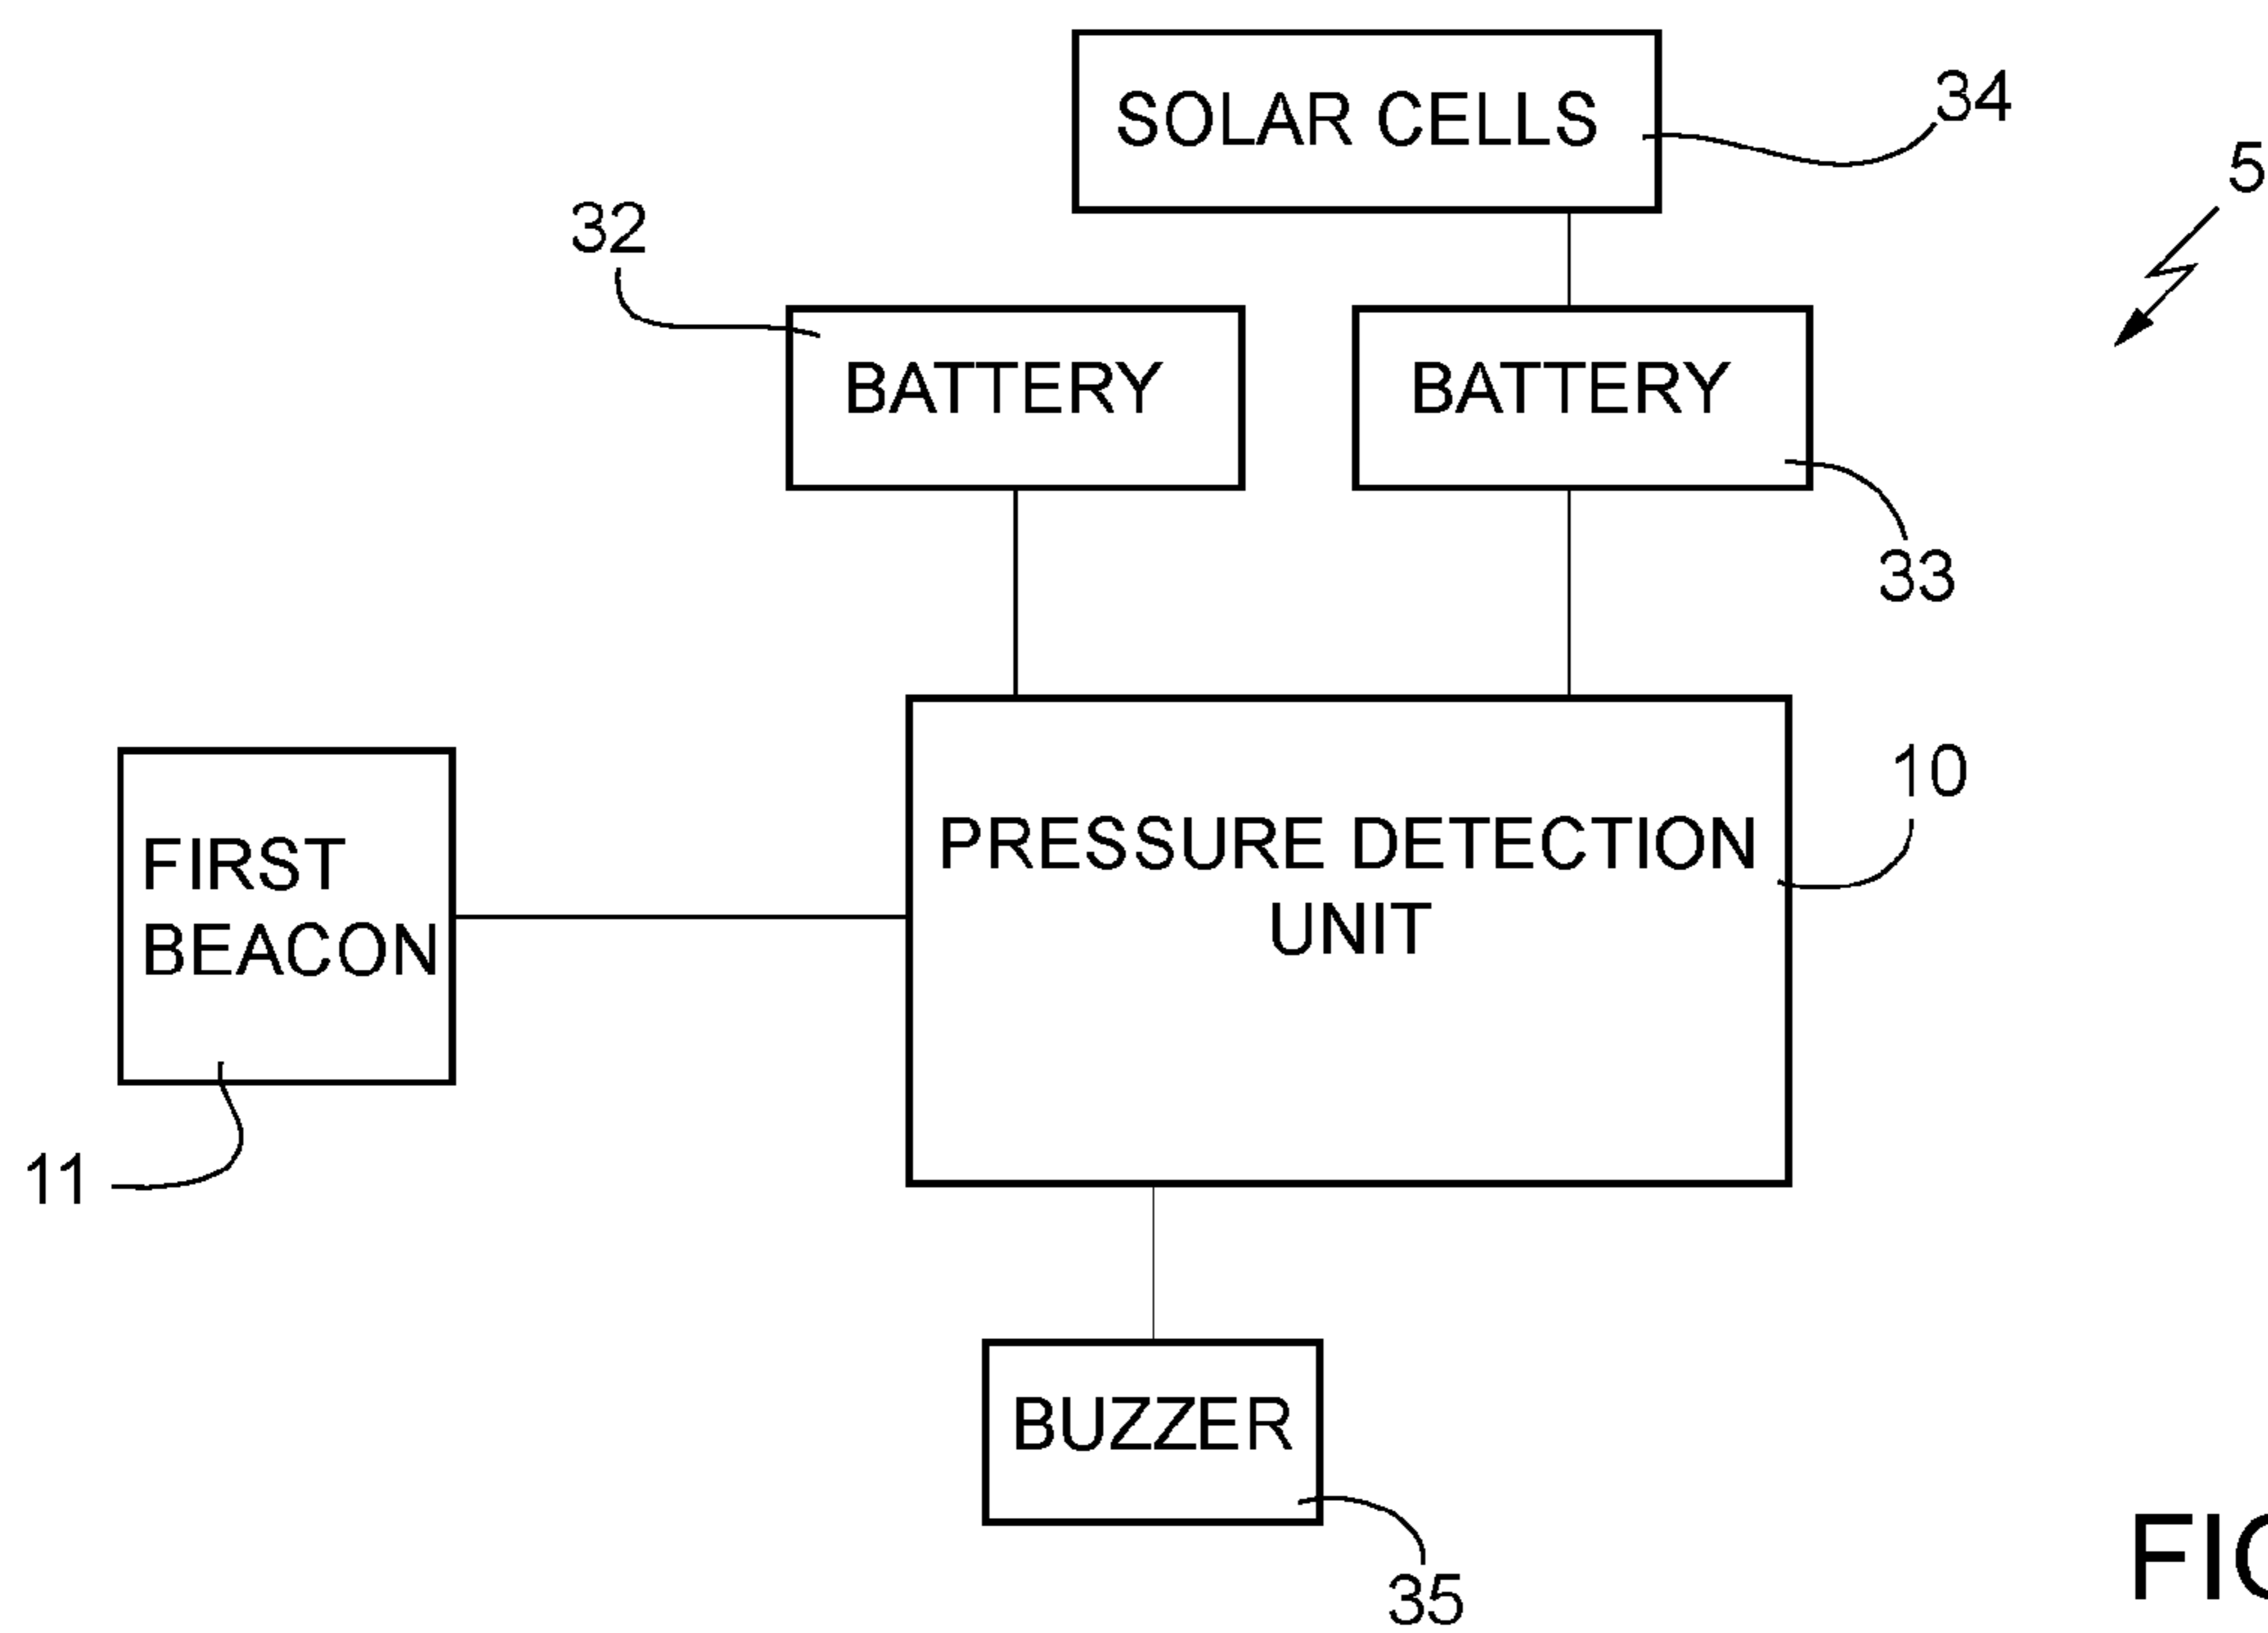 SOLAR CELLS
34
5
32
BATTERY
BATTERY
33
10
PRESSURE DETECTION
UNIT
FIRST
BEACON
11
BUZZER
35